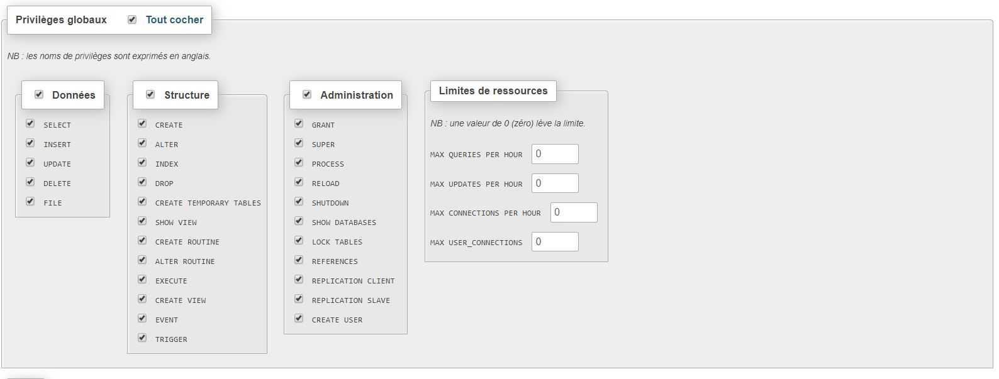 Privilèges globaux Tout cocher
NB : les noms de privilèges sont exprimés en anglais.
Données
SELECT
INSERT
UPDATE
DELETE
FILE
Structure
CREATE
ALTER
INDEX
DROP
CREATE TEMPORARY TABLES
SHOW VIEW
CREATE ROUTINE
ALTER ROUTINE
EXECUTE
CREATE VIEW
EVENT
TRIGGER
Administration
GRANT
SUPER
PROCESS
RELOAD
SHUTDOWN
SHOW DATABASES
LOCK TABLES
REFERENCES
REPLICATION CLIENT
REPLICATION SLAVE
CREATE USER
Limites de ressources
NB : une valeur de 0 (zéro) lève la limite.
MAX QUERIES PER HOUR 0
MAX UPDATES PER HOUR 0
MAX CONNECTIONS PER HOUR 0
MAX USER_CONNECTIONS 0